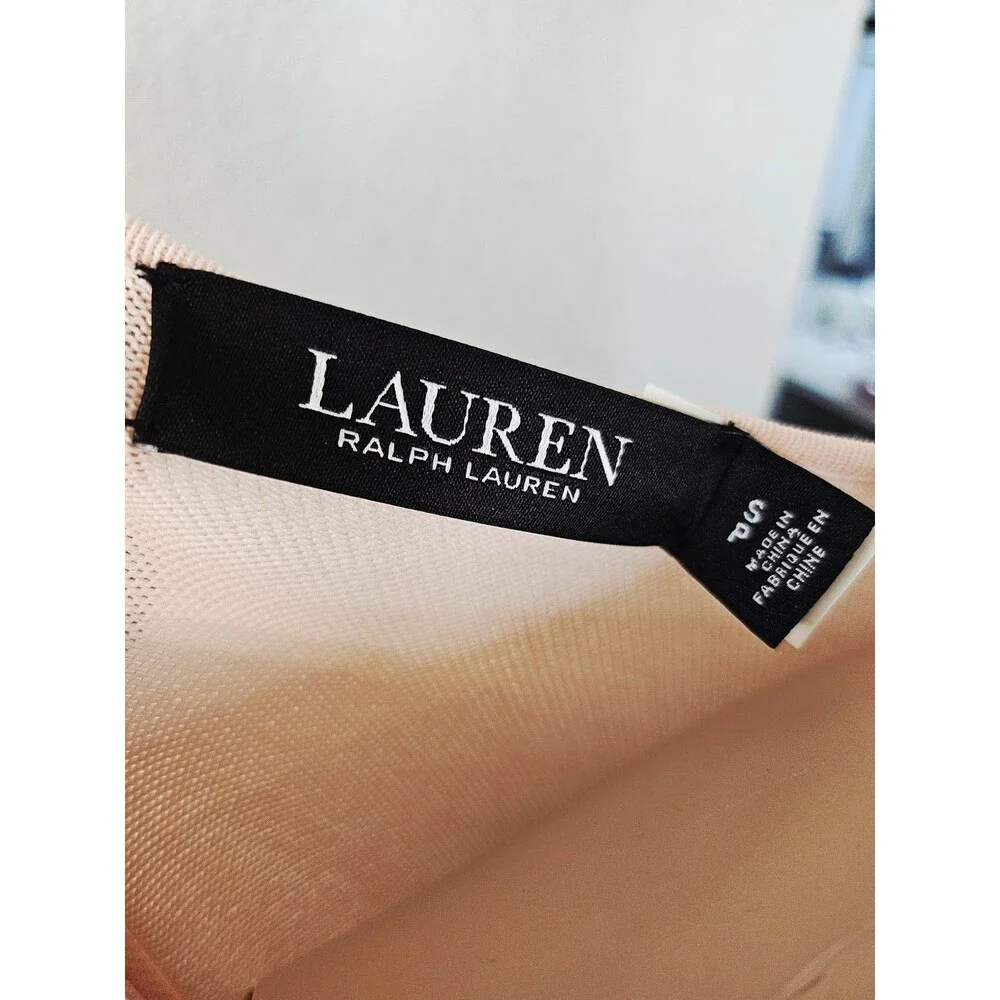 LAUREN
RALPH LAUREN
SP
MADE IN
CHINA
FABRIQUE EN
CHINE